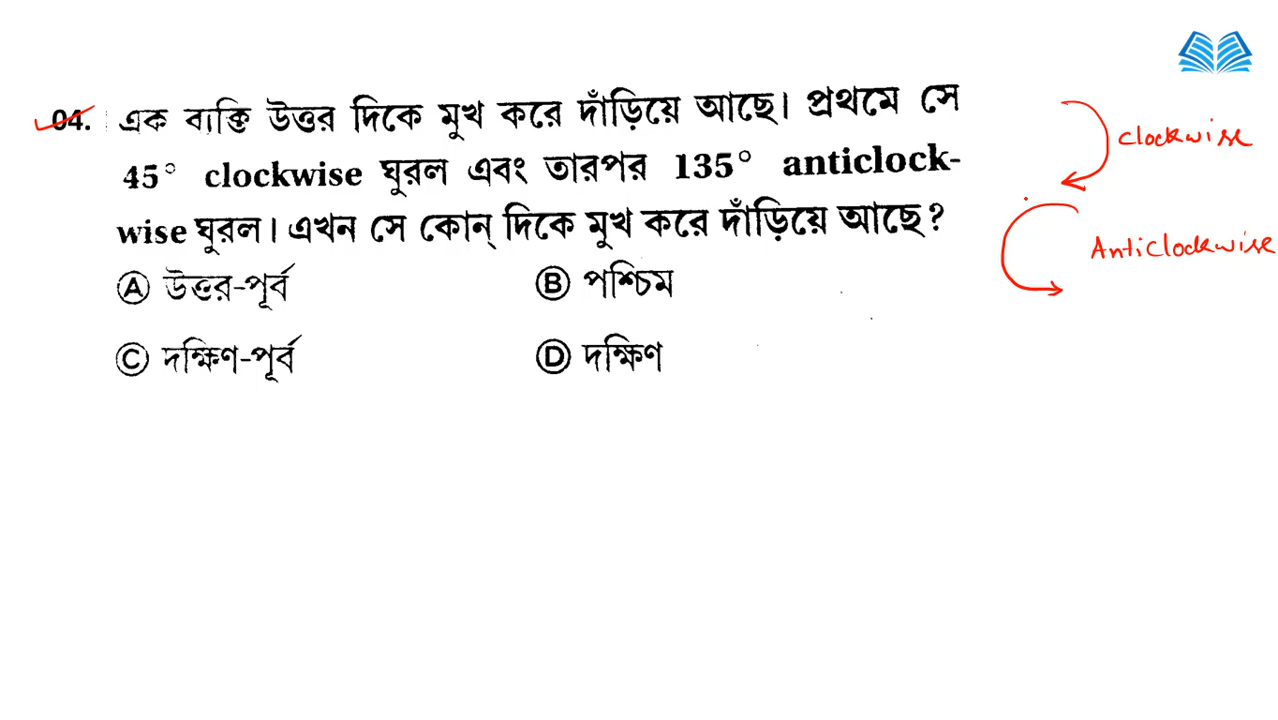 04. এক ব্যক্তি উত্তর দিকে মুখ করে দাঁড়িয়ে আছে। প্রথমে সে
45° clockwise ঘুরল এবং তারপর 135° anticlock-
wise ঘুরল। এখন সে কোন্ দিকে মুখ করে দাঁড়িয়ে আছে?
Ⓐ উত্তর-পূর্ব
Ⓑ পশ্চিম
Ⓒ দক্ষিণ-পূর্ব
Ⓓ দক্ষিণ
Clockwise
Anticlockwise